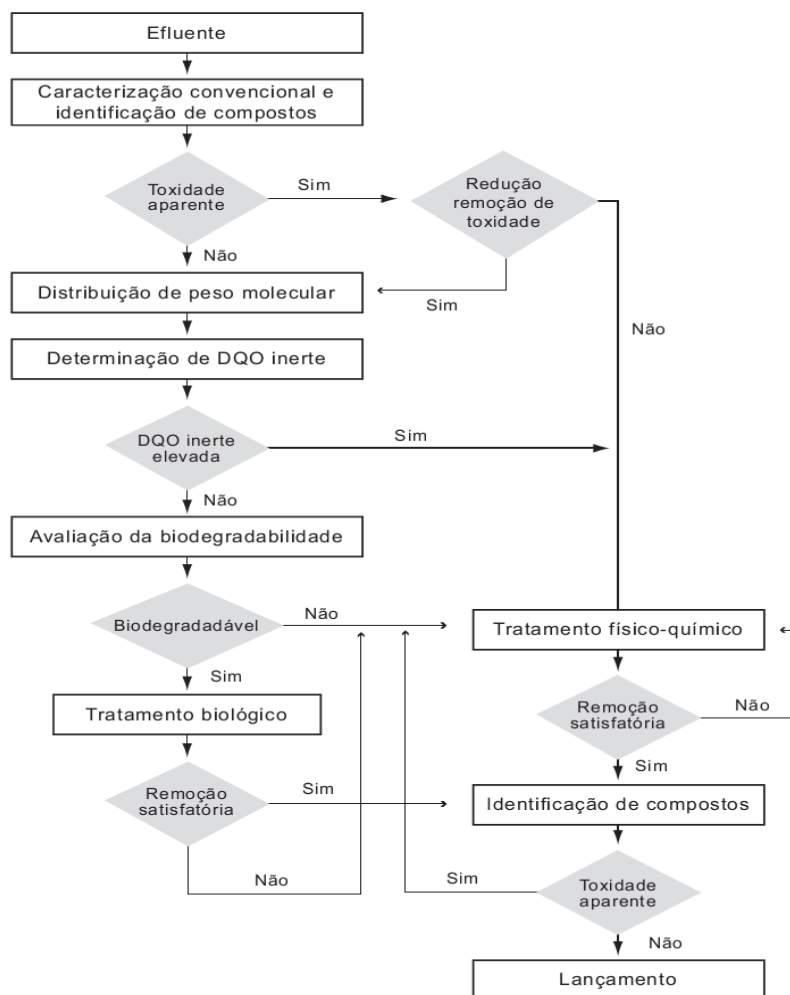 Efluente
Caracterização convencional e
identificação de compostos
Toxidade
aparente
Sim
Redução
remoção de
toxidade
Não
Distribuição de peso molecular
Sim
Não
Determinação de DQO inerte
DQO inerte
elevada
Sim
Não
Avaliação da biodegradabilidade
Biodegradadável
Não
Tratamento físico-químico
Sim
Tratamento biológico
Remoção
satisfatória
Não
Sim
Remoção
satisfatória
Sim
Identificação de compostos
Não
Sim
Toxidade
aparente
Não
Lançamento